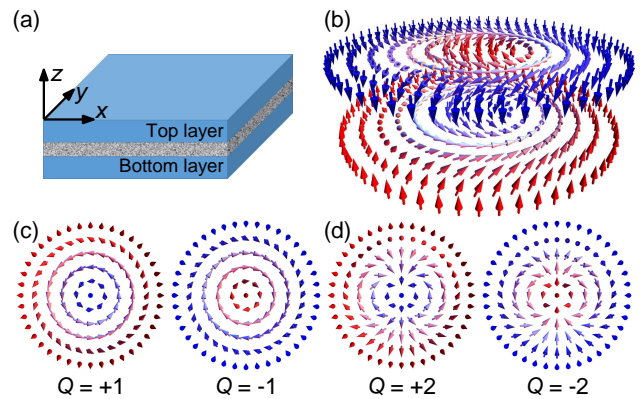 (a)
(b)
z
y
x
Top layer
Bottom layer
(c)
(d)
Q = +1
Q = -1
Q = +2
Q = -2